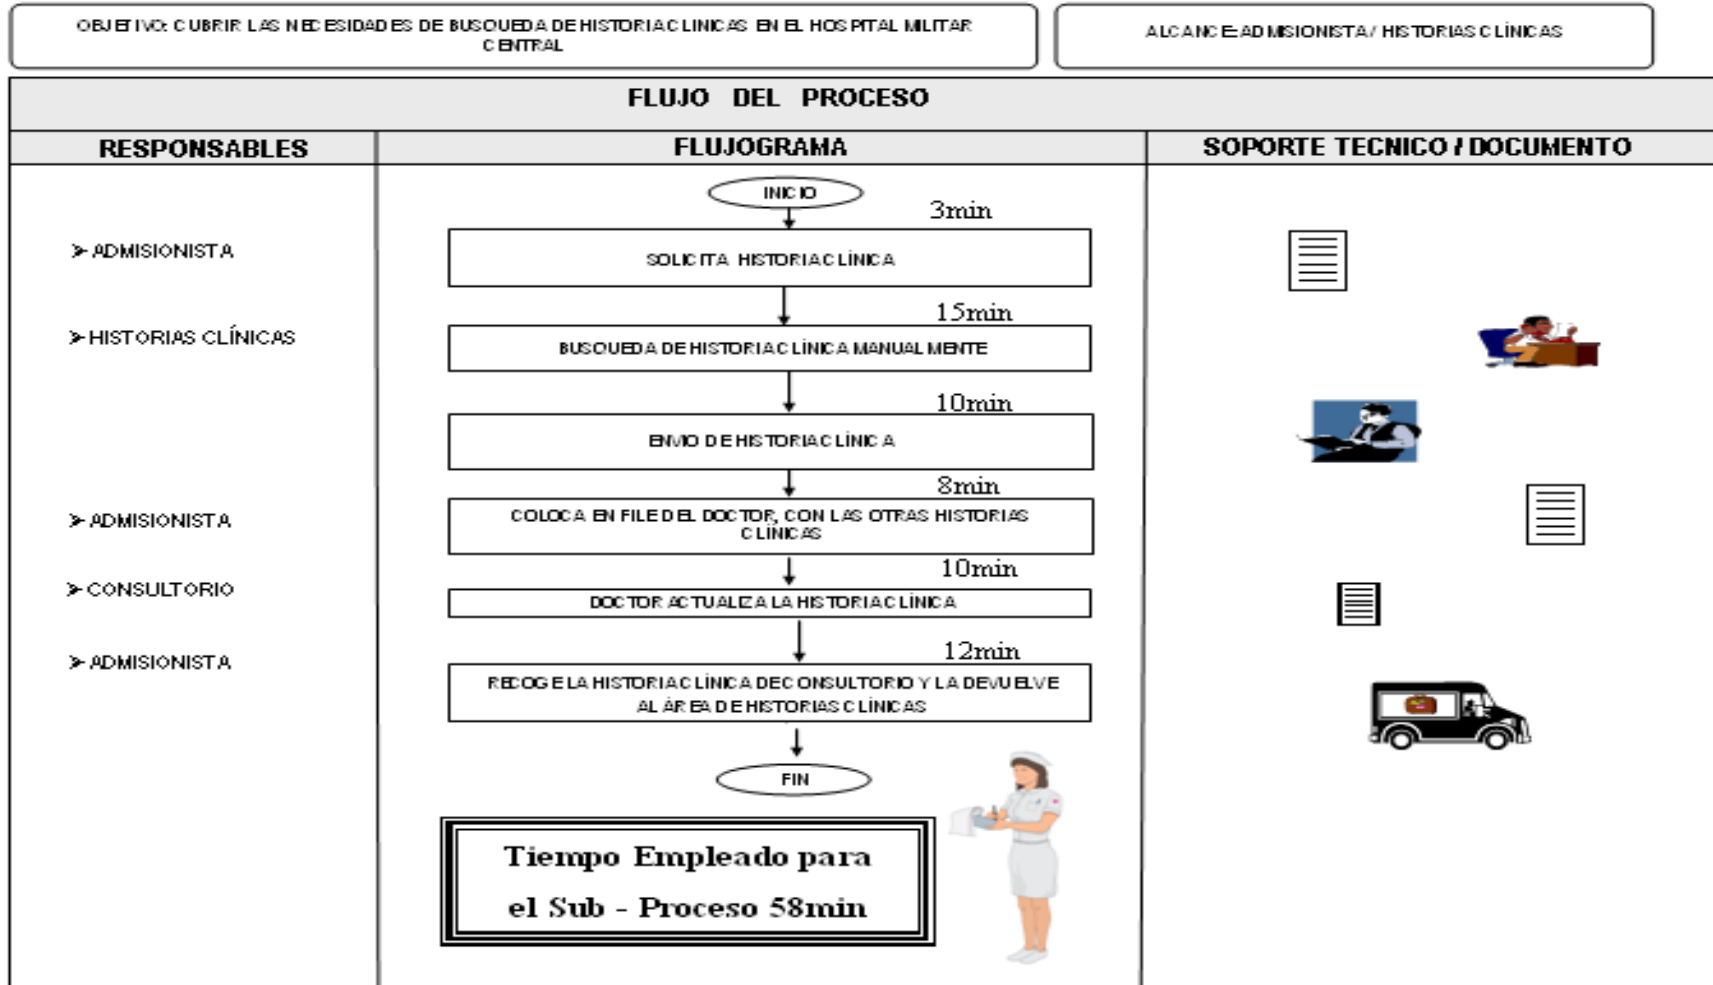 OBJETIVO: CUBRIR LAS NECESIDADES DE BUSQUEDA DE HISTORIA CLINICAS EN EL HOSPITAL MILITAR
CENTRAL
ALCANCE: ADMISIONISTA / HISTORIAS CLÍNICAS
FLUJO DEL PROCESO
RESPONSABLES
FLUJOGRAMA
SOPORTE TECNICO / DOCUMENTO
INICIO
3min
➢ ADMISIONISTA
SOLICITA HISTORIA CLÍNICA
15min
➢ HISTORIAS CLÍNICAS
BUSQUEDA DE HISTORIA CLÍNICA MANUALMENTE
10min
ENVIO DE HISTORIA CLÍNICA
8min
➢ ADMISIONISTA
COLOCA EN FILE DEL DOCTOR, CON LAS OTRAS HISTORIAS
CLÍNICAS
10min
➢ CONSULTORIO
DOCTOR ACTUALIZA LA HISTORIA CLÍNICA
12min
➢ ADMISIONISTA
RECOGE LA HISTORIA CLÍNICA DE CONSULTORIO Y LA DEVUELVE
AL ÁREA DE HISTORIAS CLÍNICAS
FIN
Tiempo Empleado para
el Sub - Proceso 58min